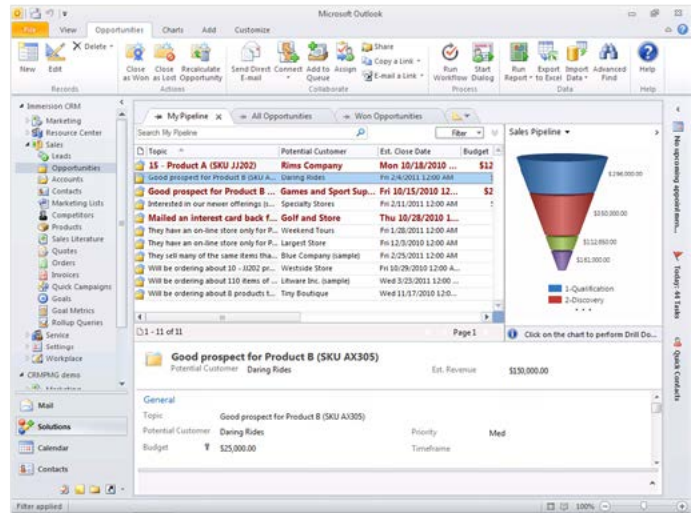 Microsoft Outlook
File View Opportunities Charts Add Customize
New Edit Delete
Close as Won Close as Lost Recalculate Opportunity
Send Direct E-mail Connect Add to Queue Assign
Share
Copy a Link
E-mail a Link
Run Workflow Start Dialog
Run Report Export to Excel Import Data Advanced Find
Help
Records Actions Collaborate Process Data Help
Immersion CRM
Marketing
Resource Center
Sales
Leads
Opportunities
Accounts
Contacts
Marketing Lists
Competitors
Products
Sales Literature
Quotes
Orders
Invoices
Quick Campaigns
Goals
Goal Metrics
Rollup Queries
Service
Settings
Workplace
CRMPMG demo
Mail
Solutions
Calendar
Contacts
My Pipeline x All Opportunities Won Opportunities
Search My Pipeline Filter
Topic Potential Customer Est. Close Date Budget
15 - Product A (SKU JJ202) Rims Company Mon 10/18/2010 ... $12
Good prospect for Product B (SKU A... Daring Rides Fri 2/4/2011 12:00 AM
Good prospect for Product B ... Games and Sport Sup... Fri 10/15/2010 12... $2
Interested in our newer offerings (s... Specialty Stores Fri 2/11/2011 12:00 AM
Mailed an interest card back f... Golf and Store Thu 10/28/2010 1...
They have an on-line store only for P... Weekend Tours Fri 1/28/2011 12:00 AM
They have an on-line store only for P... Largest Store Fri 12/3/2010 12:00 AM
They sell many of the same items tha... Blue Company (sample) Fri 2/25/2011 12:00 AM
Will be ordering about 10 - JJ202 pr... Westside Store Fri 10/29/2010 12:00 A...
Will be ordering about 110 items of ... Litware Inc. (sample) Wed 3/23/2011 12:00 ...
Will be ordering about 8 products t... Tiny Boutique Wed 11/17/2010 12:0...
1 - 11 of 11 Page 1
Sales Pipeline
1-Qualification
2-Discovery
Click on the chart to perform Drill Do...
Good prospect for Product B (SKU AX305)
Potential Customer Daring Rides Est. Revenue $150,000.00
General
Topic Good prospect for Product B (SKU AX305)
Potential Customer Daring Rides Priority Med
Budget $25,000.00 Timeframe
No upcoming appointmen...
Today: 44 Tasks
Quick Contacts
Filter applied 100%